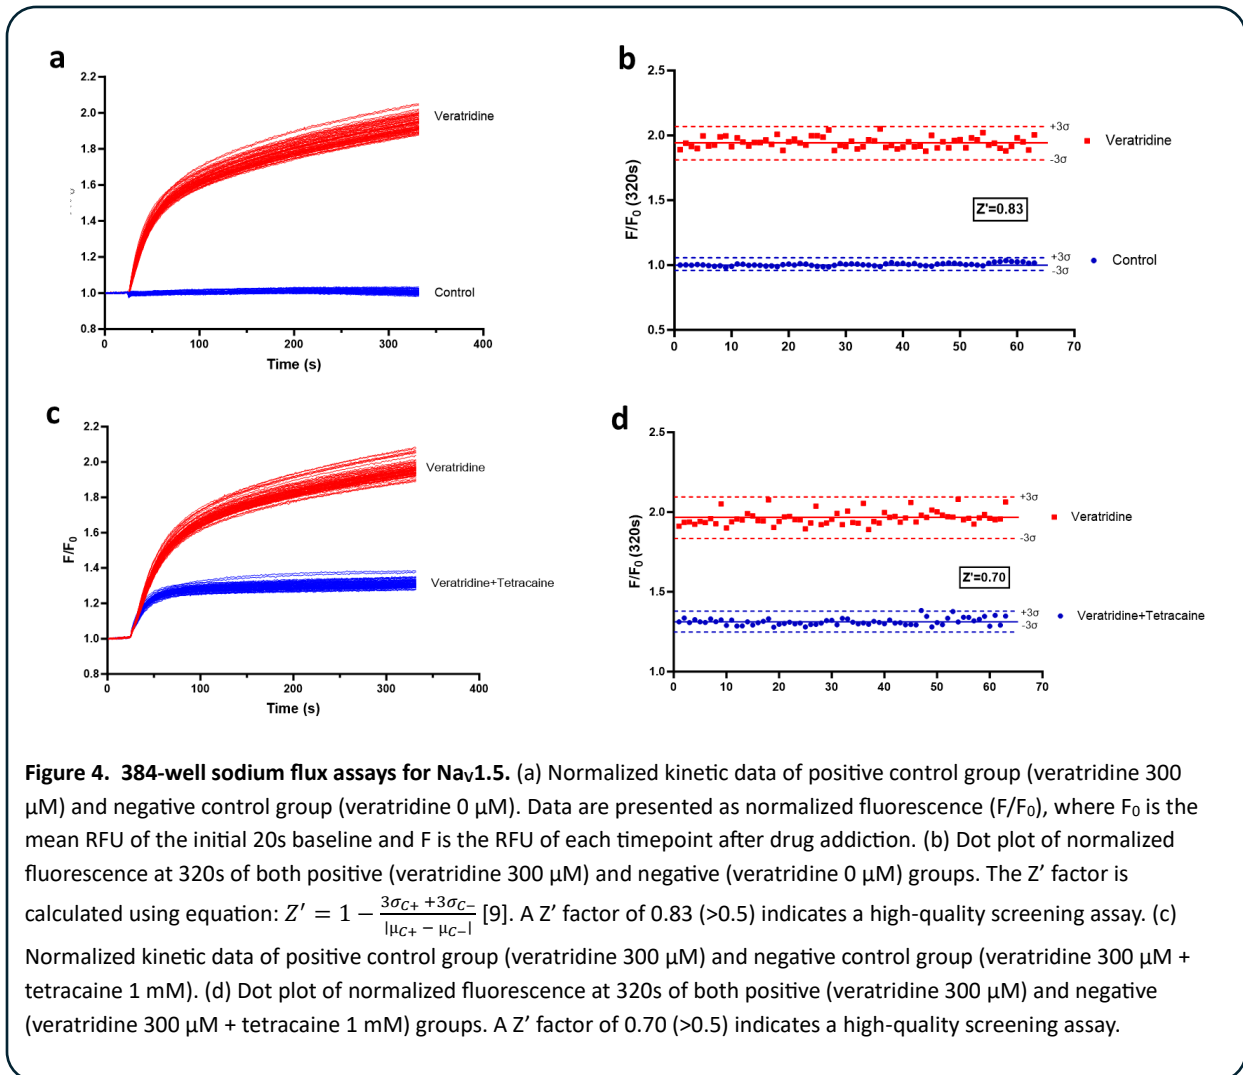 a
2.2
2.0
1.8
1.6
1.4
1.2
1.0
0.8
0
100
200
300
400
Time (s)
Veratridine
Control
b
F/F0 (320s)
2.5
2.0
1.5
1.0
0.5
0
10
20
30
40
50
60
70
+3σ
-3σ
Z'=0.83
+3σ
-3σ
Veratridine
Control
c
F/F0
2.2
2.0
1.8
1.6
1.4
1.2
1.0
0.8
0
100
200
300
400
Time (s)
Veratridine
Veratridine+Tetracaine
d
F/F0 (320s)
2.5
2.0
1.5
1.0
0
10
20
30
40
50
60
70
+3σ
-3σ
Z'=0.70
+3σ
-3σ
Veratridine
Veratridine+Tetracaine
Figure 4. 384-well sodium flux assays for NaV1.5. (a) Normalized kinetic data of positive control group (veratridine 300
µM) and negative control group (veratridine 0 µM). Data are presented as normalized fluorescence (F/F0), where F0 is the
mean RFU of the initial 20s baseline and F is the RFU of each timepoint after drug addiction. (b) Dot plot of normalized
fluorescence at 320s of both positive (veratridine 300 µM) and negative (veratridine 0 µM) groups. The Z’ factor is
calculated using equation: Z′ = 1 − (3σC+ +3σC−)/|µC+ − µC−| [9]. A Z’ factor of 0.83 (>0.5) indicates a high-quality screening assay. (c)
Normalized kinetic data of positive control group (veratridine 300 µM) and negative control group (veratridine 300 µM +
tetracaine 1 mM). (d) Dot plot of normalized fluorescence at 320s of both positive (veratridine 300 µM) and negative
(veratridine 300 µM + tetracaine 1 mM) groups. A Z’ factor of 0.70 (>0.5) indicates a high-quality screening assay.